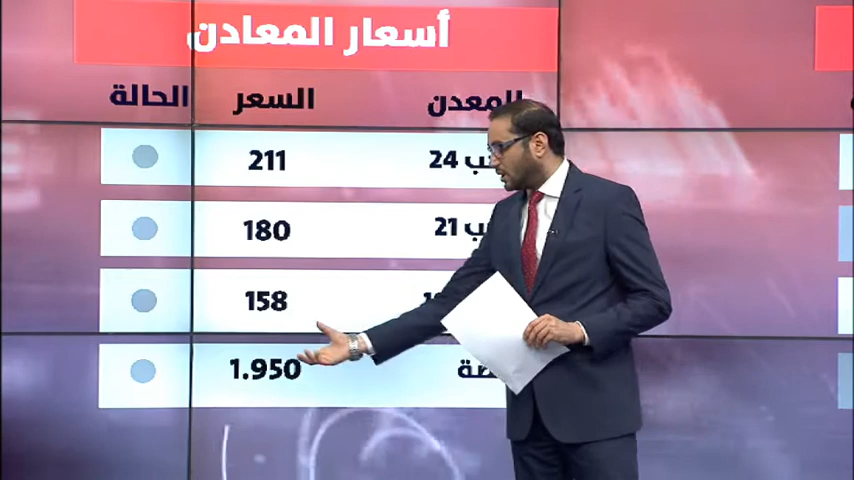 أسعار المعادن
المعدن السعر الحالة
24 211
21 180
158
1.950